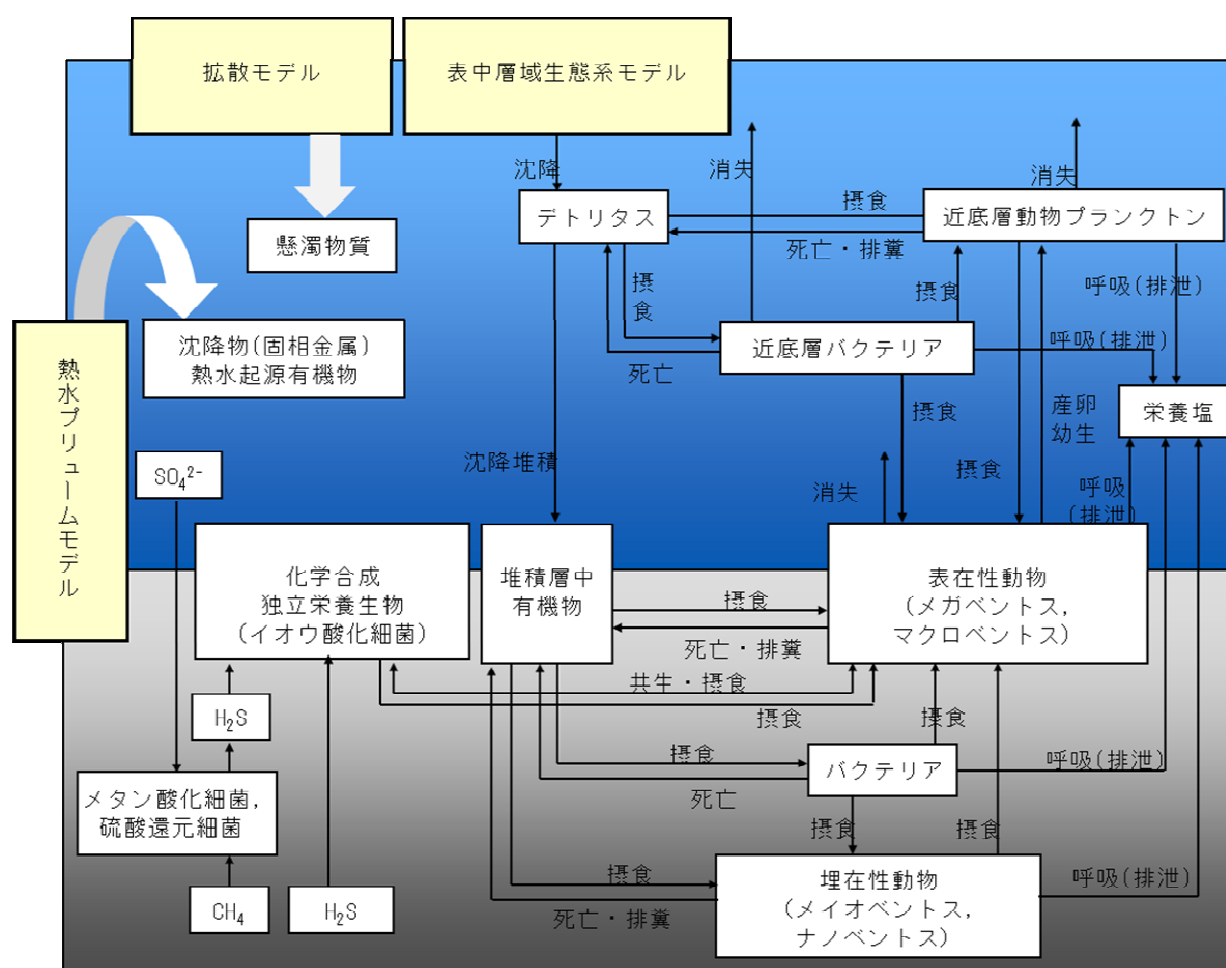 拡散モデル
表中層域生態系モデル
沈降
消失
消失
デトリタス
摂食
近底層動物プランクトン
懸濁物質
死亡・排糞
摂食
摂食
呼吸(排泄)
沈降物(固相金属)
熱水起源有機物
近底層バクテリア
呼吸(排泄)
死亡
熱水プリュームモデル
摂食
産卵
幼生
栄養塩
沈降堆積
摂食
SO₄²⁻
消失
呼吸
(排泄)
化学合成
独立栄養生物
(イオウ酸化細菌)
堆積層中
有機物
表在性動物
(メガベントス,
マクロベントス)
摂食
死亡・排糞
共生・摂食
H₂S
摂食
摂食
摂食
バクテリア
呼吸(排泄)
メタン酸化細菌,
硫酸還元細菌
死亡
摂食
摂食
摂食
埋在性動物
(メイオベントス,
ナノベントス)
呼吸(排泄)
CH₄
H₂S
死亡・排糞